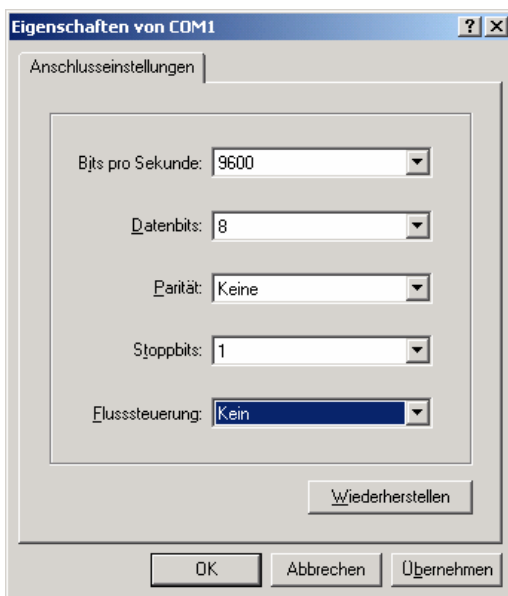 Eigenschaften von COM1
Anschlusseinstellungen
Bits pro Sekunde: 9600
Datenbits: 8
Parität: Keine
Stoppbits: 1
Flusssteuerung: Kein
Wiederherstellen
OK Abbrechen Übernehmen